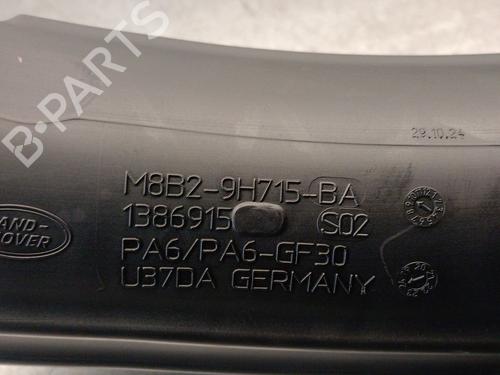 B-PARTS
29.10.24
M8B2-9H715-BA
1386915 S02
PA6/PA6-GF30
U37DA GERMANY
LAND-
ROVER